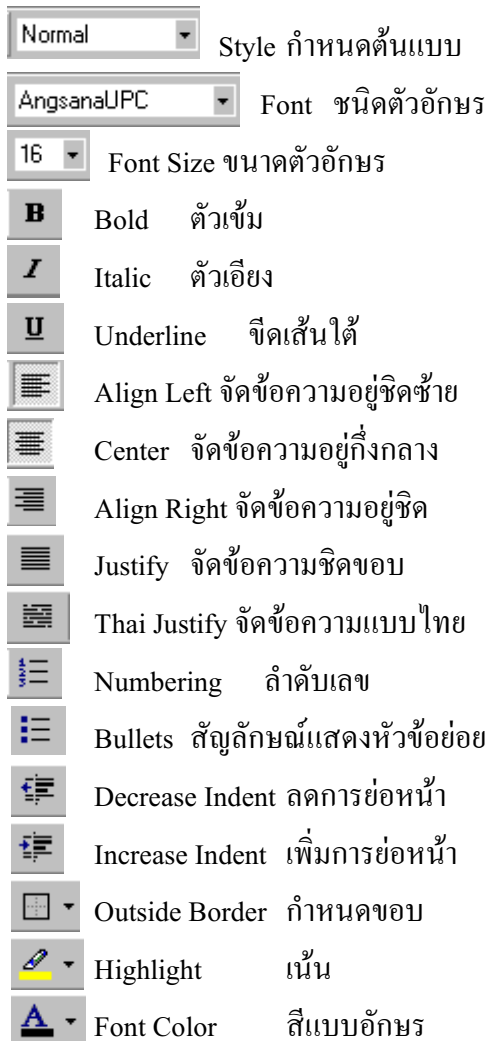 Normal Style กำหนดต้นแบบ
AngsanaUPC Font ชนิดตัวอักษร
16 Font Size ขนาดตัวอักษร
B Bold ตัวเข้ม
I Italic ตัวเอียง
U Underline ขีดเส้นใต้
Align Left จัดข้อความอยู่ชิดซ้าย
Center จัดข้อความอยู่กึ่งกลาง
Align Right จัดข้อความอยู่ชิด
Justify จัดข้อความชิดขอบ
Thai Justify จัดข้อความแบบไทย
Numbering ลำดับเลข
Bullets สัญลักษณ์แสดงหัวข้อย่อย
Decrease Indent ลดการย่อหน้า
Increase Indent เพิ่มการย่อหน้า
Outside Border กำหนดขอบ
Highlight เน้น
A Font Color สีแบบอักษร